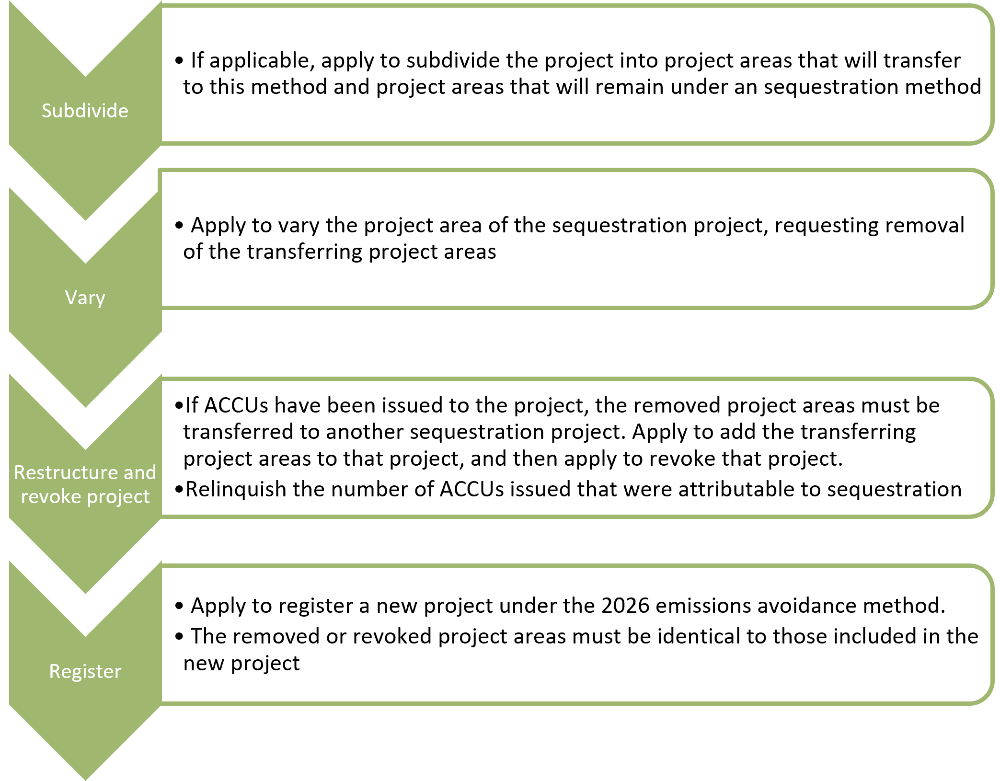 Subdivide
• If applicable, apply to subdivide the project into project areas that will transfer
to this method and project areas that will remain under an sequestration method
Vary
• Apply to vary the project area of the sequestration project, requesting removal
of the transferring project areas
Restructure and
revoke project
•If ACCUs have been issued to the project, the removed project areas must be
transferred to another sequestration project. Apply to add the transferring
project areas to that project, and then apply to revoke that project.
•Relinquish the number of ACCUs issued that were attributable to sequestration
Register
• Apply to register a new project under the 2026 emissions avoidance method.
• The removed or revoked project areas must be identical to those included in the
new project